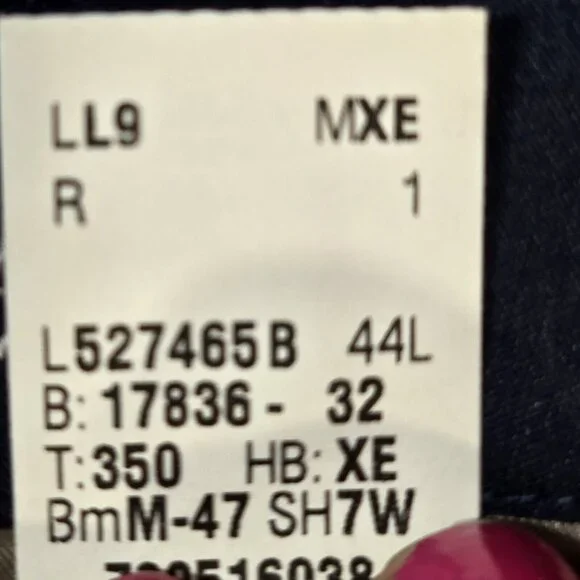 LL9 MXE
R 1
L527465B 44L
B: 17836 - 32
T:350 HB: XE
BmM-47 SH7W